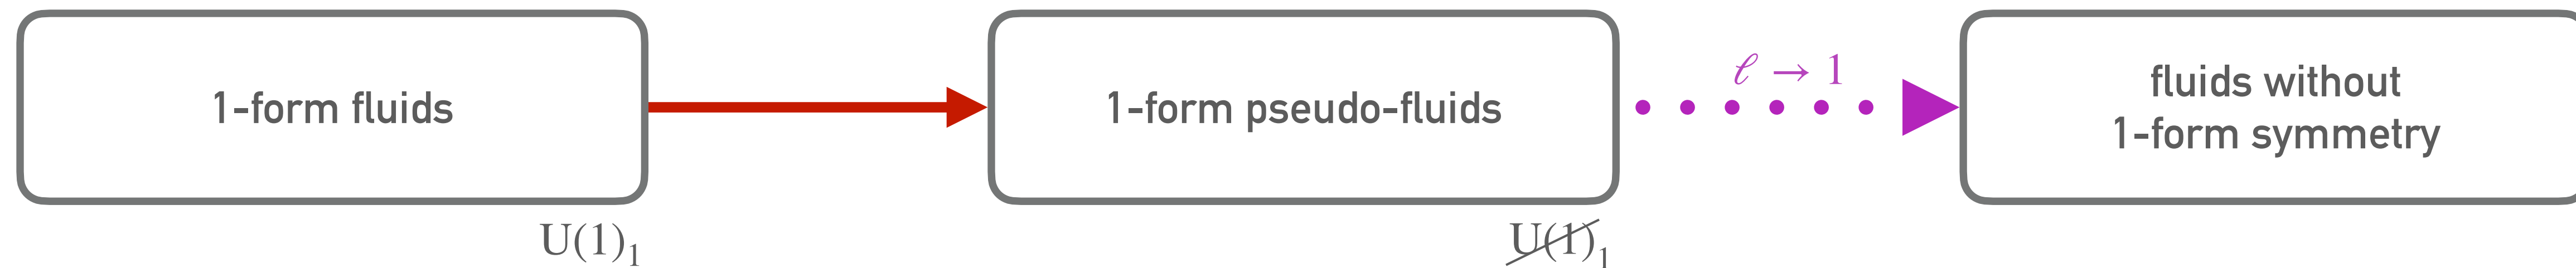 1-form fluids
1-form pseudo-fluids
ℓ → 1
fluids without
1-form symmetry
U(1)₁
U(1)₁